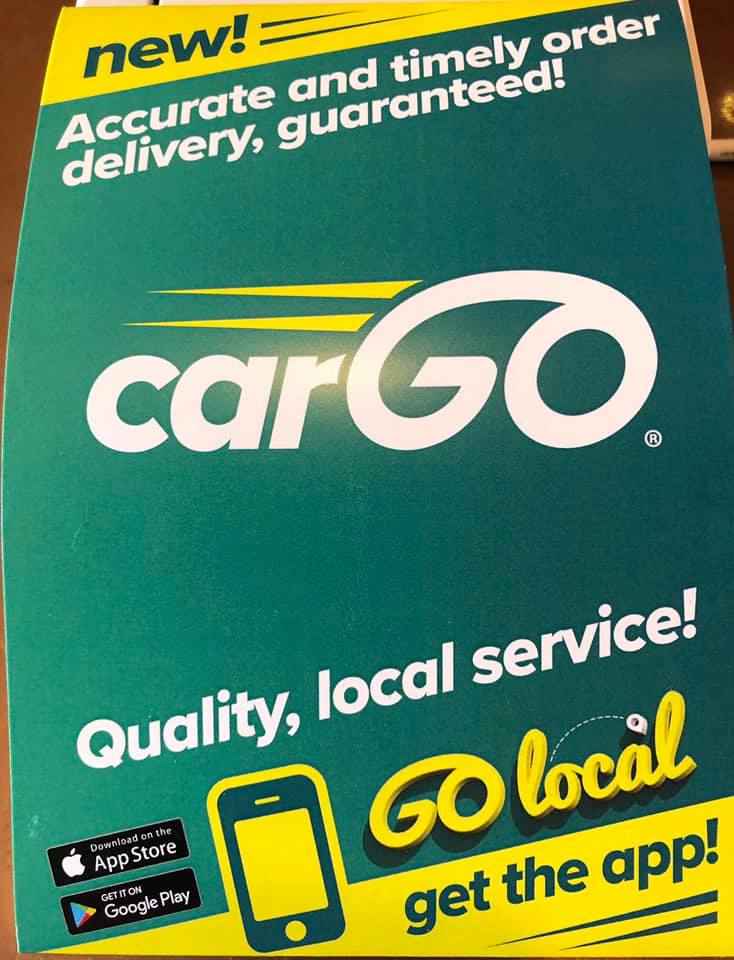 new!
Accurate and timely order
delivery, guaranteed!
carGO®
Quality, local service!
GO local
Download on the
App Store
GET IT ON
Google Play
get the app!